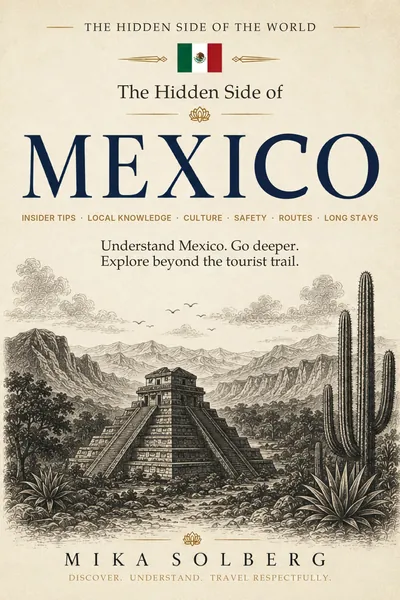 THE HIDDEN SIDE OF THE WORLD
The Hidden Side of
MEXICO
INSIDER TIPS · LOCAL KNOWLEDGE · CULTURE · SAFETY · ROUTES · LONG STAYS
Understand Mexico. Go deeper.
Explore beyond the tourist trail.
MIKA SOLBERG
DISCOVER. UNDERSTAND. TRAVEL RESPECTFULLY.